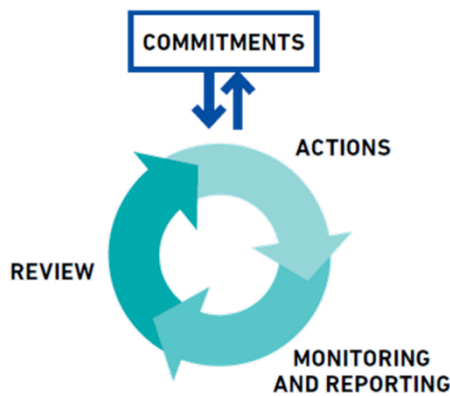 COMMITMENTS
ACTIONS
REVIEW
MONITORING
AND REPORTING